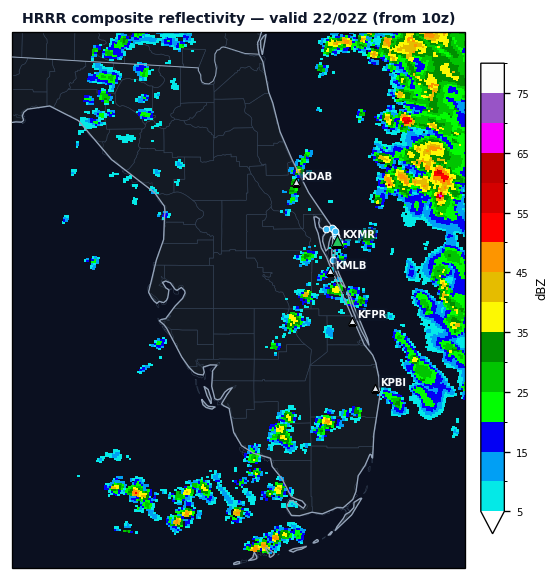 HRRR composite reflectivity — valid 22/02Z (from 10z)
KDAB
KXMR
KMLB
KFPR
KPBI
75
65
55
45
35
25
15
5
dBZ